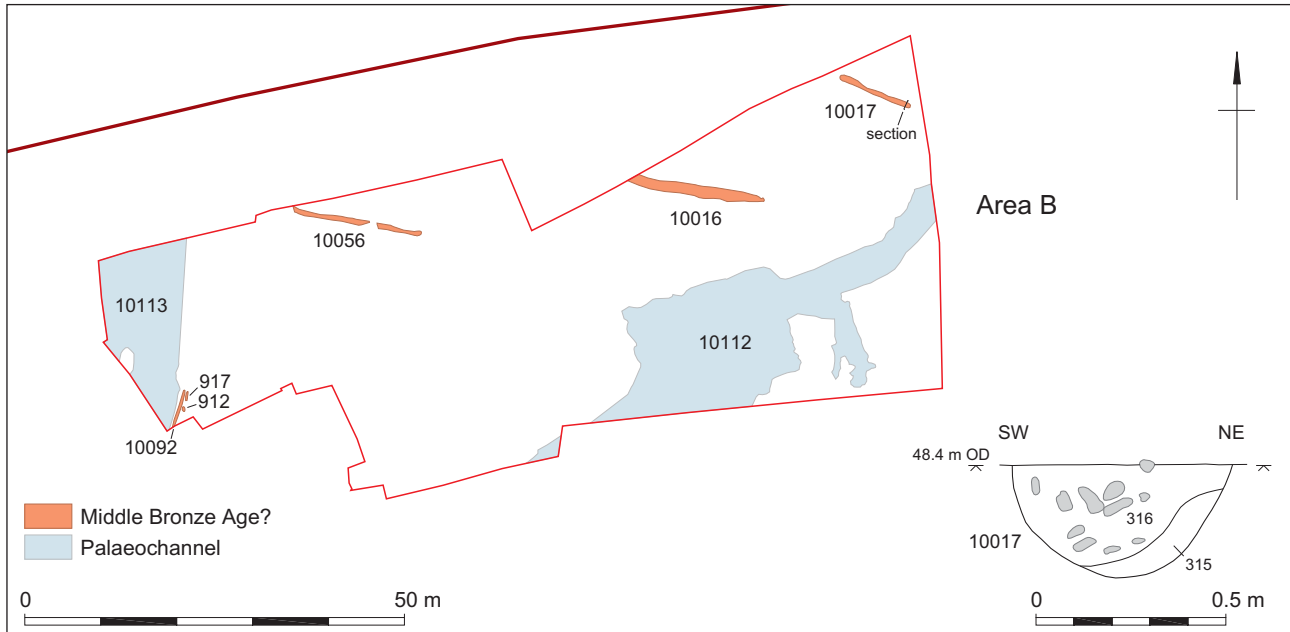 10017
section
10016
Area B
10056
10113
10112
917
912
10092
SW NE
48.4 m OD
316
10017
315
Middle Bronze Age?
Palaeochannel
0 50 m
0 0.5 m